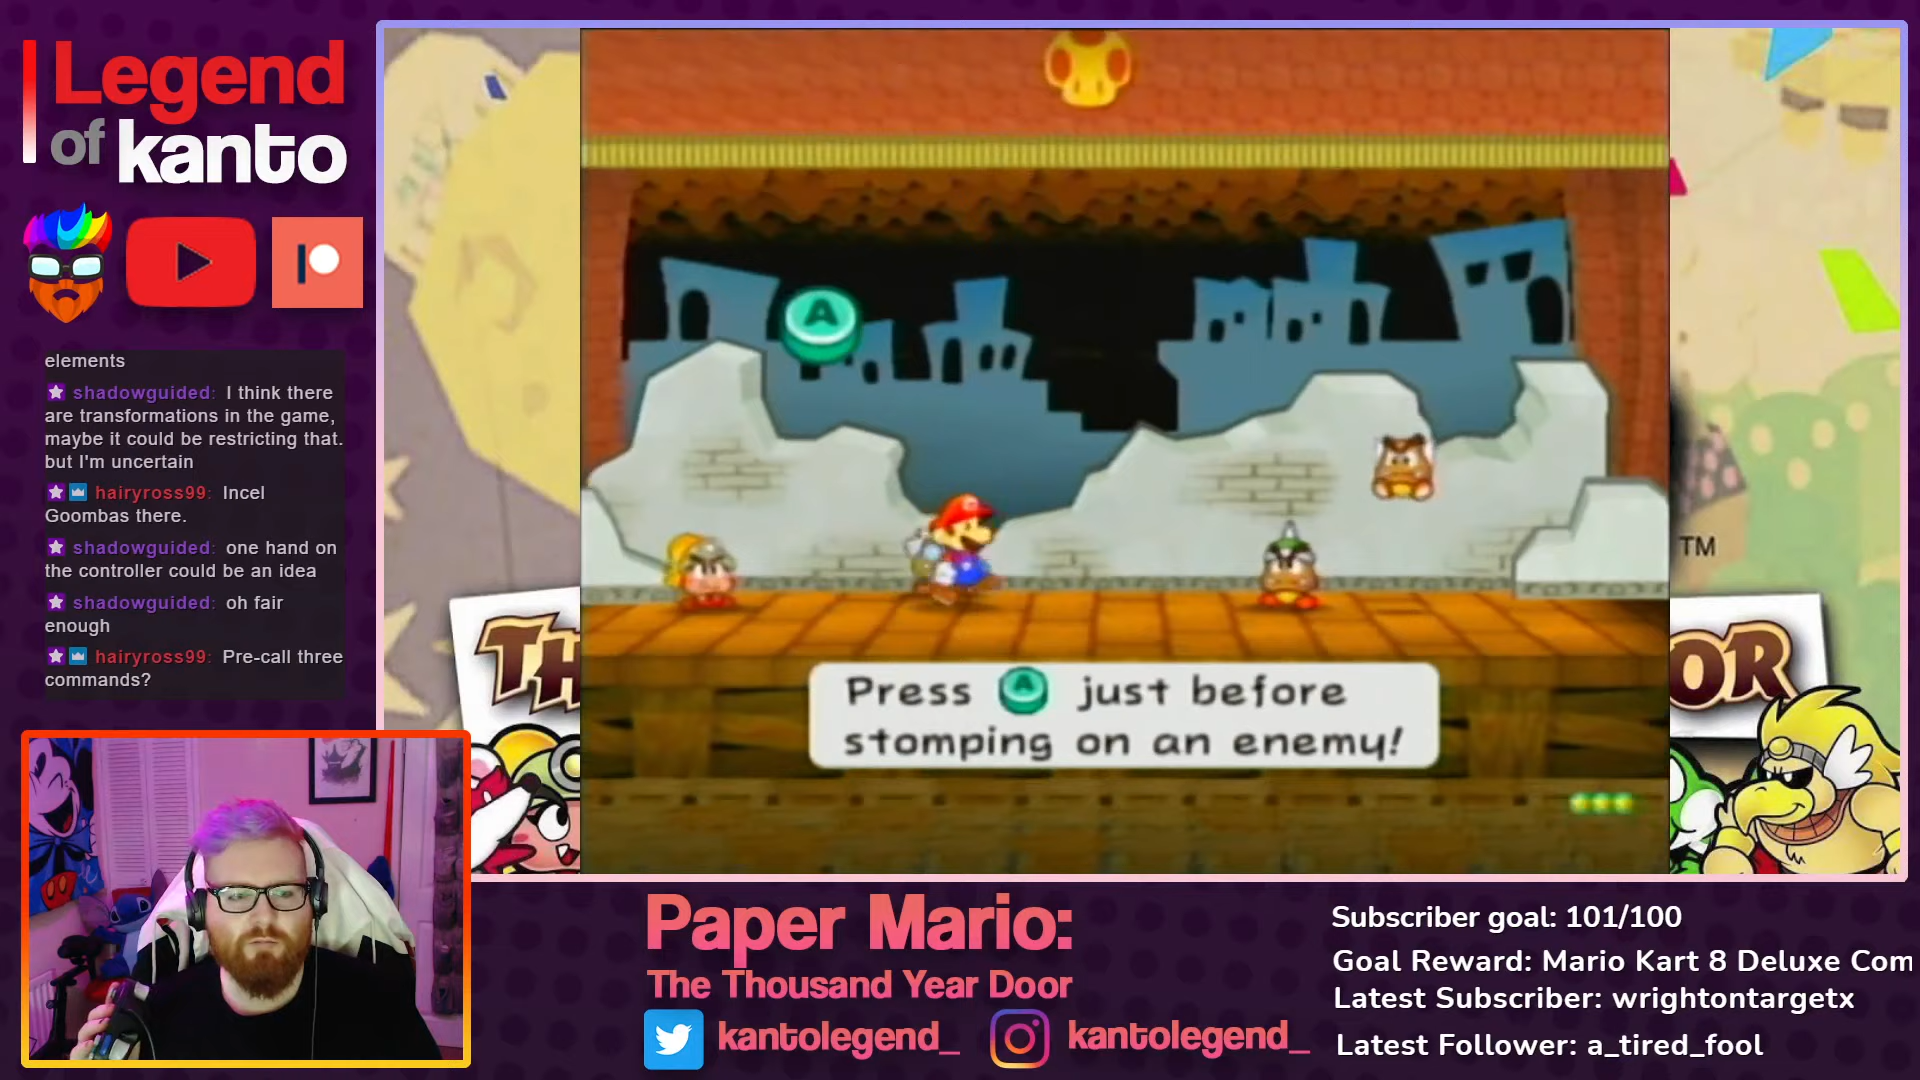 Legend
of kanto
elements
shadowguided: I think there
are transformations in the game,
maybe it could be restricting that.
but I'm uncertain
hairyross99: Incel
Goombas there.
shadowguided: one hand on
the controller could be an idea
shadowguided: oh fair
enough
hairyross99: Pre-call three
commands?
A
Press A just before
stomping on an enemy!
TH
TM
OR
Paper Mario:
The Thousand Year Door
kantolegend_
kantolegend_
Subscriber goal: 101/100
Goal Reward: Mario Kart 8 Deluxe Com
Latest Subscriber: wrightontargetx
Latest Follower: a_tired_fool